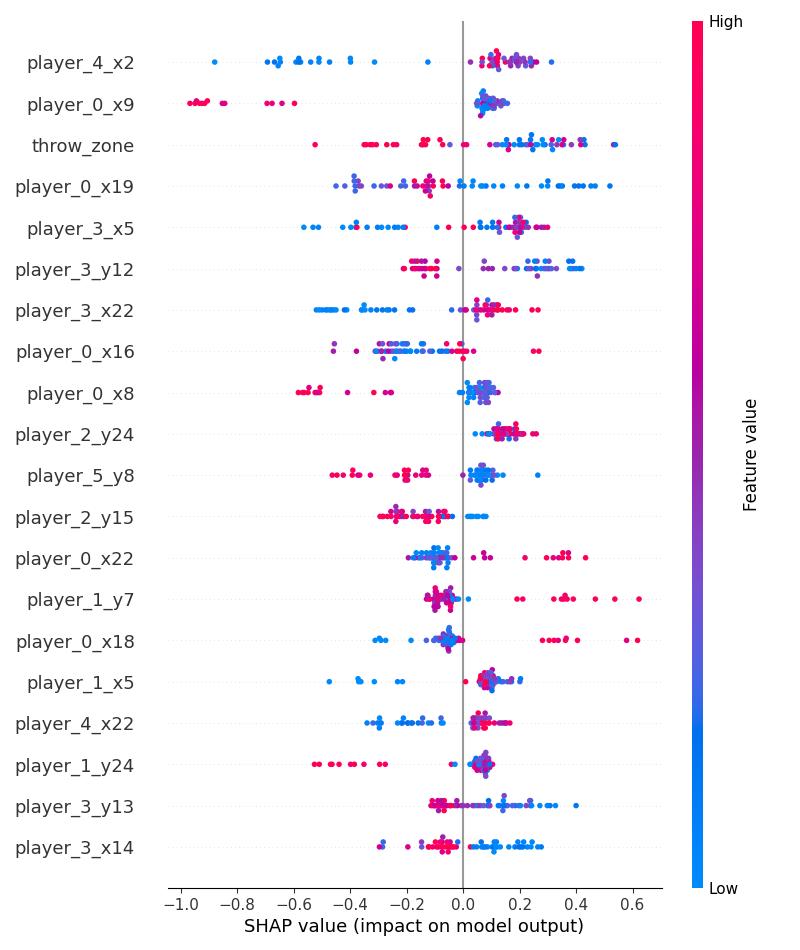 High
player_4_x2
player_0_x9
throw_zone
player_0_x19
player_3_x5
player_3_y12
player_3_x22
player_0_x16
player_0_x8
player_2_y24
player_5_y8
player_2_y15
player_0_x22
player_1_y7
player_0_x18
player_1_x5
player_4_x22
player_1_y24
player_3_y13
player_3_x14
Feature value
Low
−1.0 −0.8 −0.6 −0.4 −0.2 0.0 0.2 0.4 0.6
SHAP value (impact on model output)